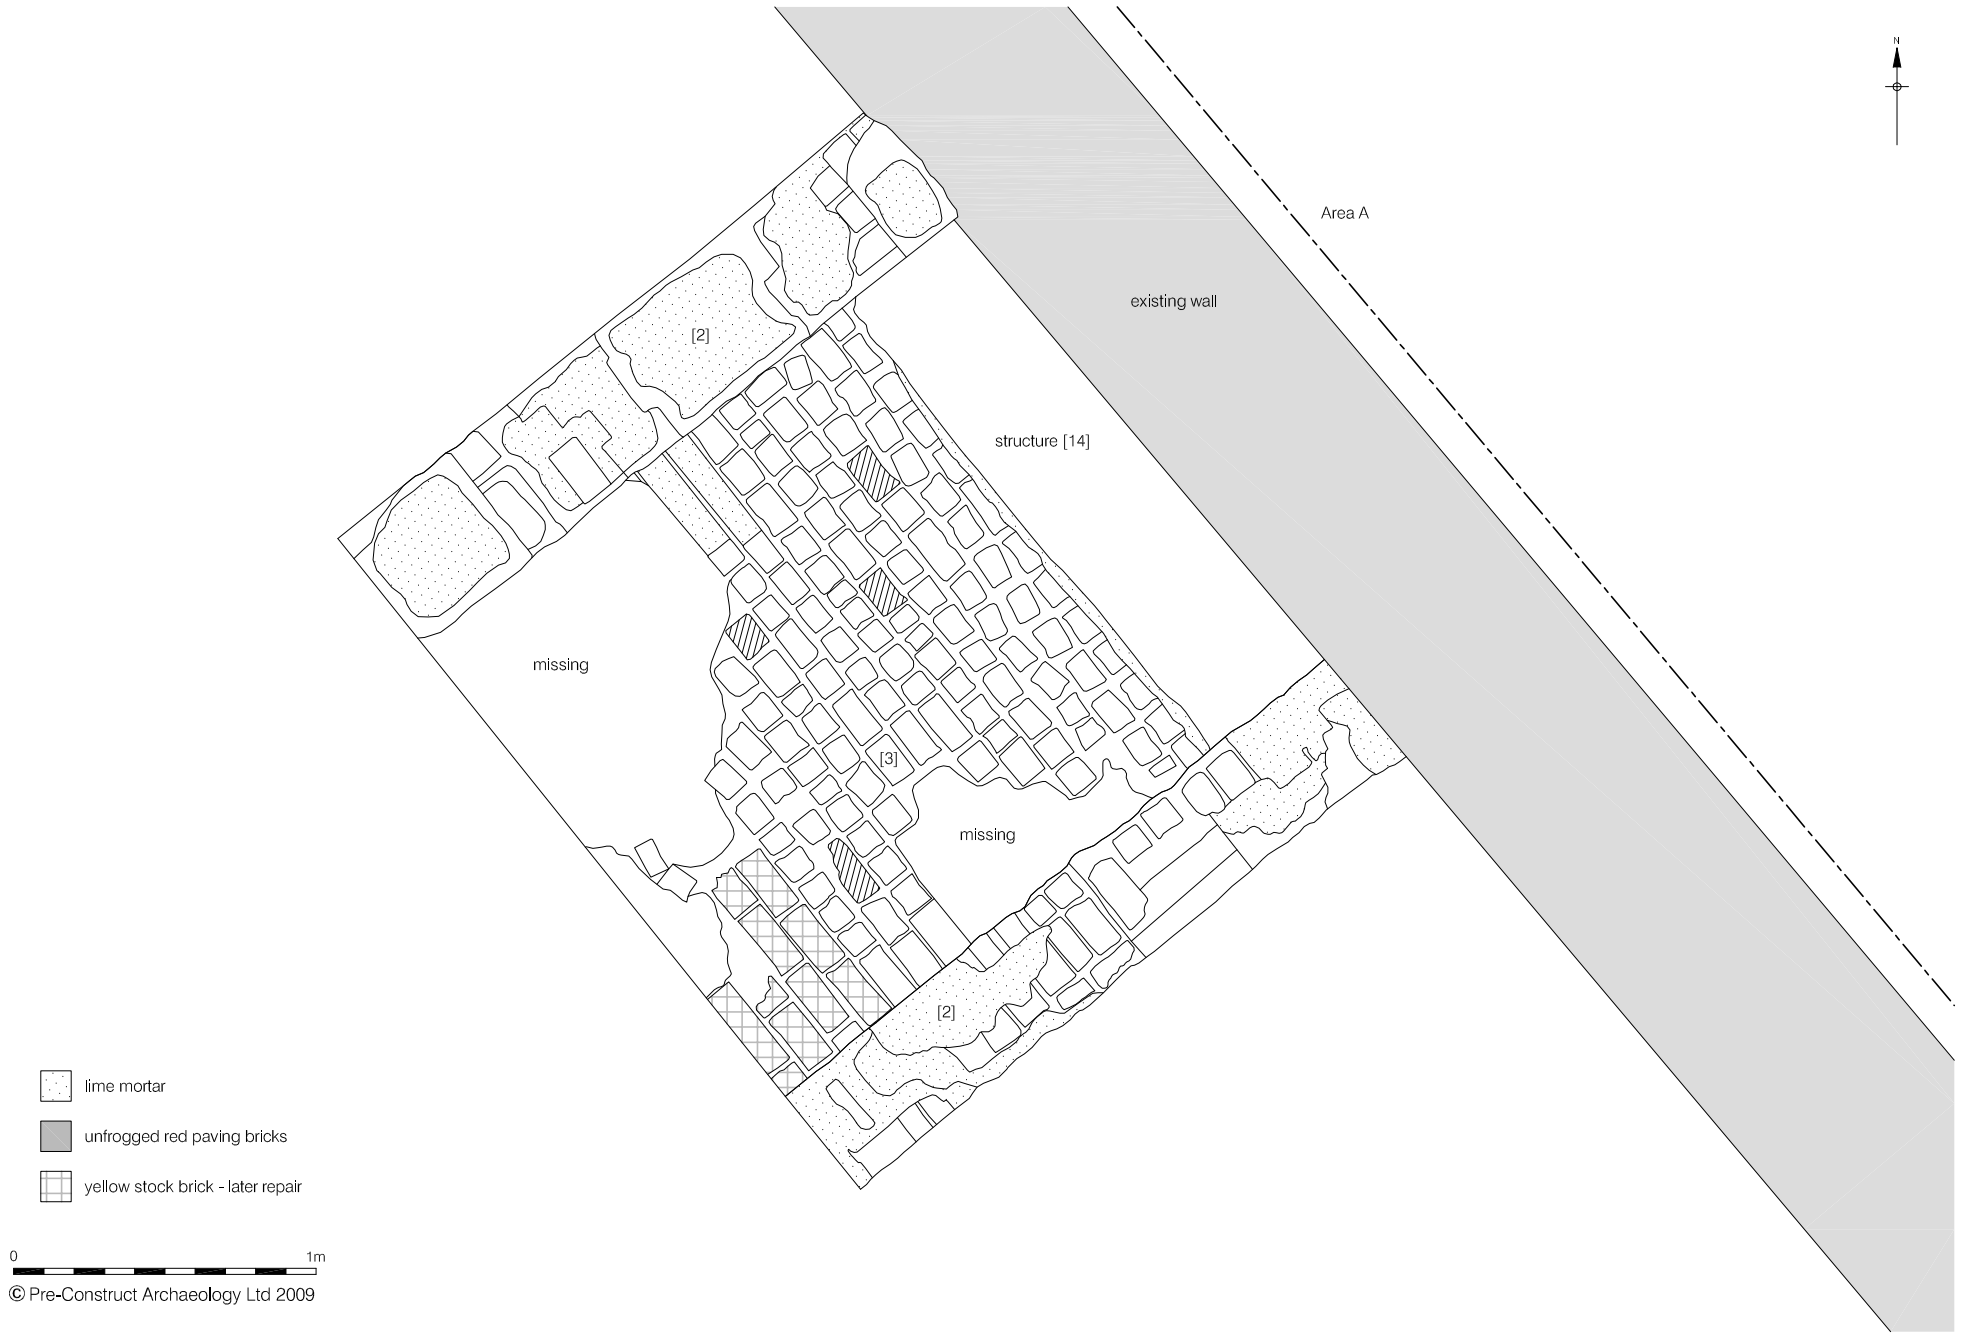 N
Area A
existing wall
[2]
structure [14]
missing
[3]
missing
[2]
lime mortar
unfrogged red paving bricks
yellow stock brick - later repair
0 1m
© Pre-Construct Archaeology Ltd 2009